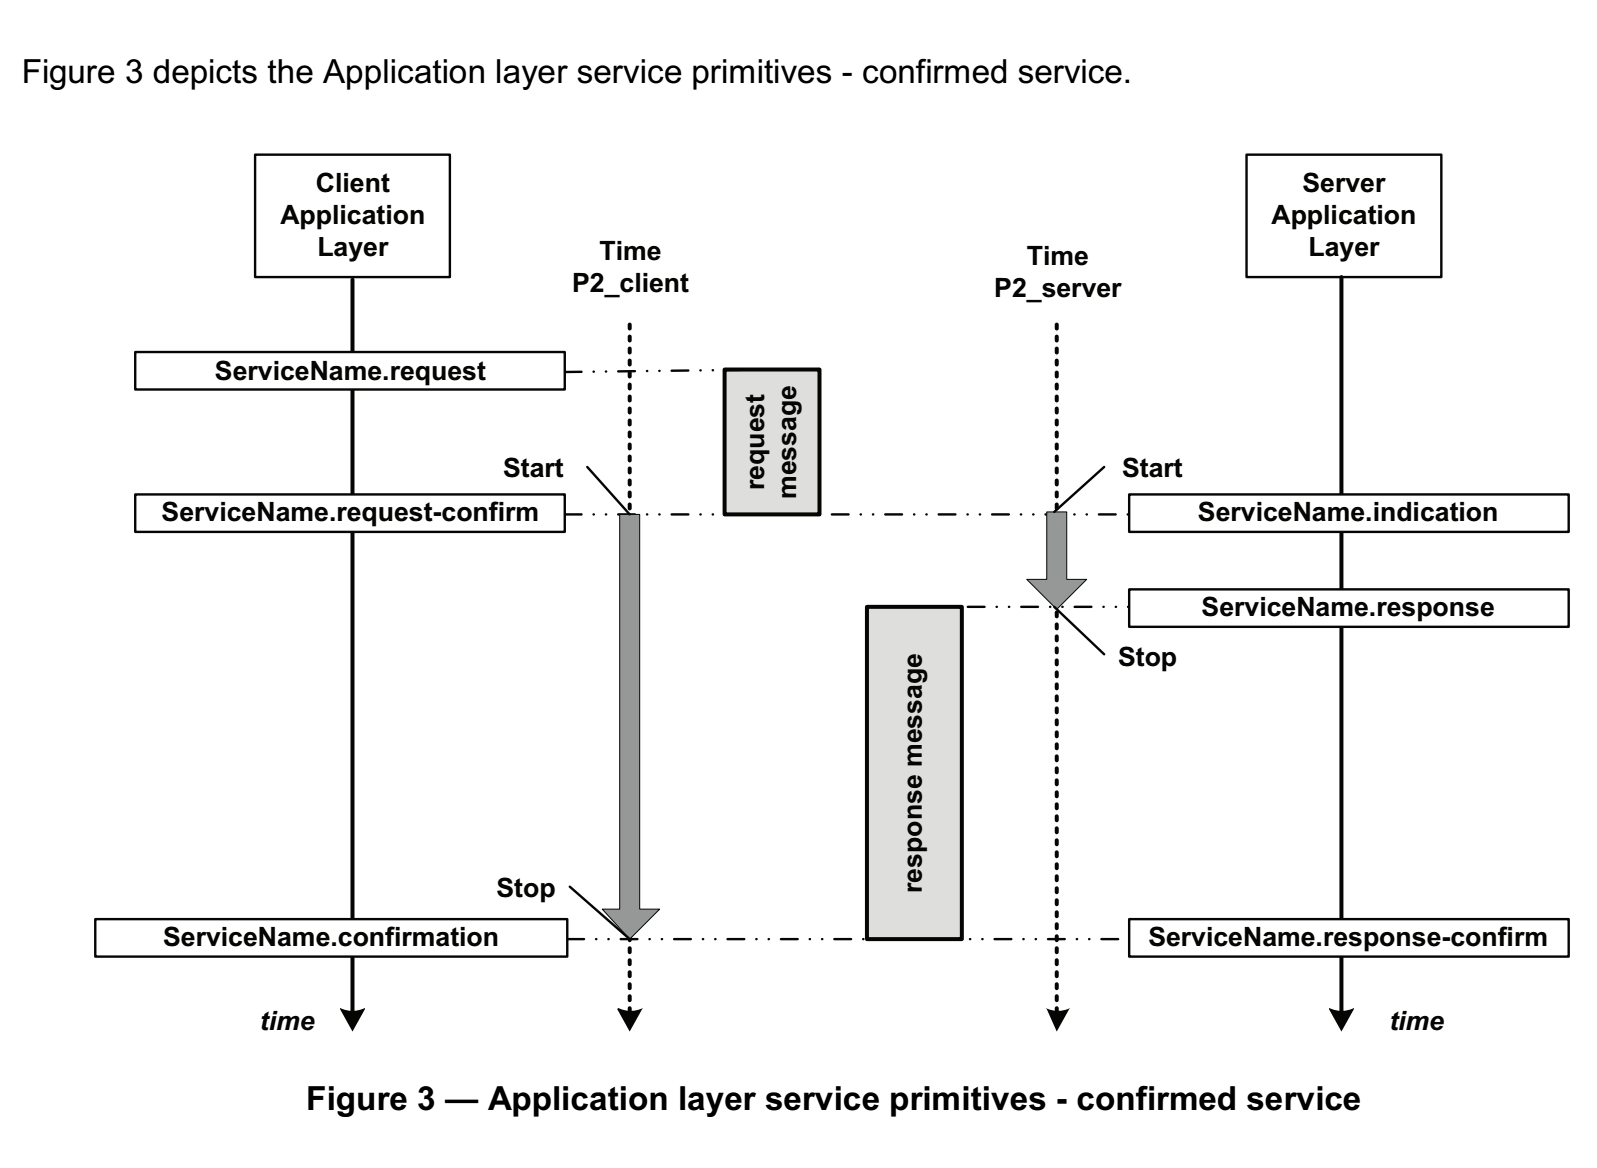 Figure 3 depicts the Application layer service primitives - confirmed service.
Client
Application
Layer
Server
Application
Layer
Time
P2_client
Time
P2_server
ServiceName.request
request
message
Start
Start
ServiceName.request-confirm
ServiceName.indication
ServiceName.response
Stop
response message
Stop
ServiceName.confirmation
ServiceName.response-confirm
time
time
Figure 3 — Application layer service primitives - confirmed service